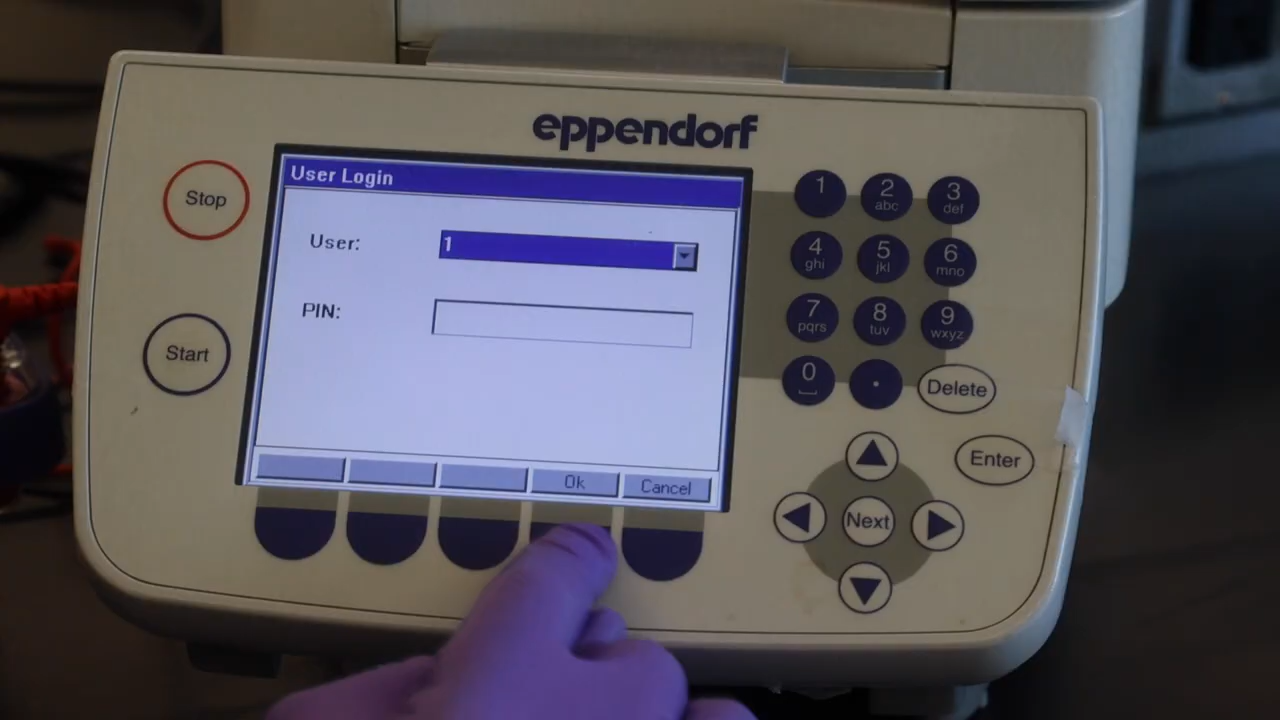 eppendorf
User Login
User: 1
PIN:
Ok Cancel
Stop
Start
1 2 abc 3 def
4 ghi 5 jkl 6 mno
7 pqrs 8 tuv 9 wxyz
0 .
Delete
Enter
Next